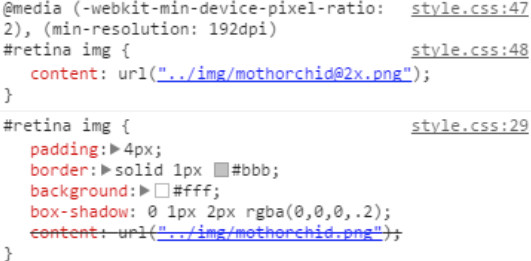 @media (-webkit-min-device-pixel-ratio: style.css:47
2), (min-resolution: 192dpi)
#retina img { style.css:48
content: url("../img/mothorchid@2x.png");
}
#retina img { style.css:29
padding:▶4px;
border:▶solid 1px #bbb;
background:▶#fff;
box-shadow: 0 1px 2px rgba(0,0,0,.2);
content: url("../img/mothorchid.png");
}